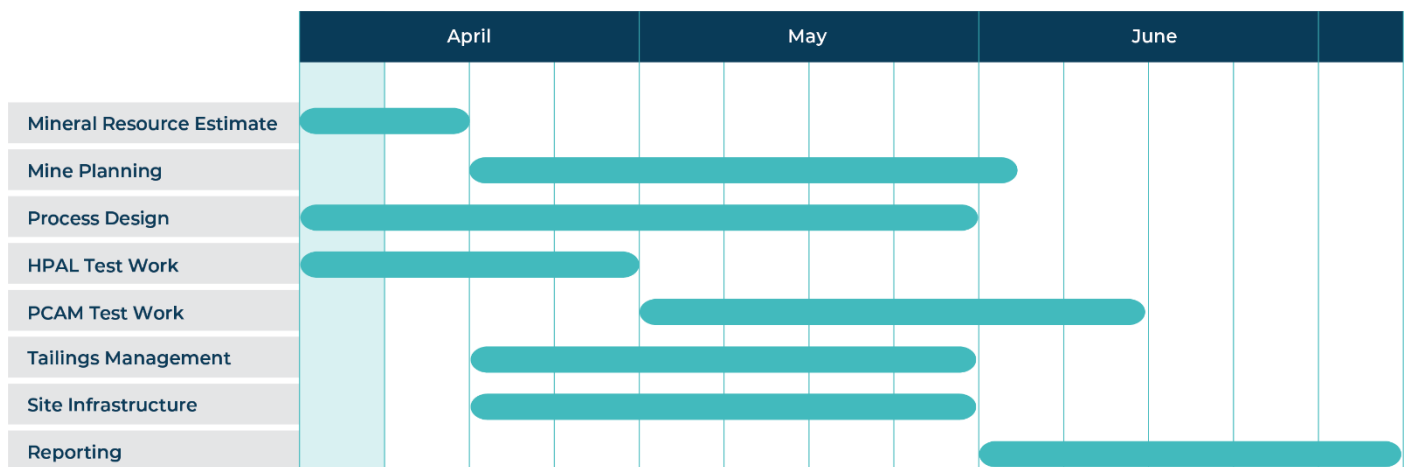 April May June
Mineral Resource Estimate
Mine Planning
Process Design
HPAL Test Work
PCAM Test Work
Tailings Management
Site Infrastructure
Reporting